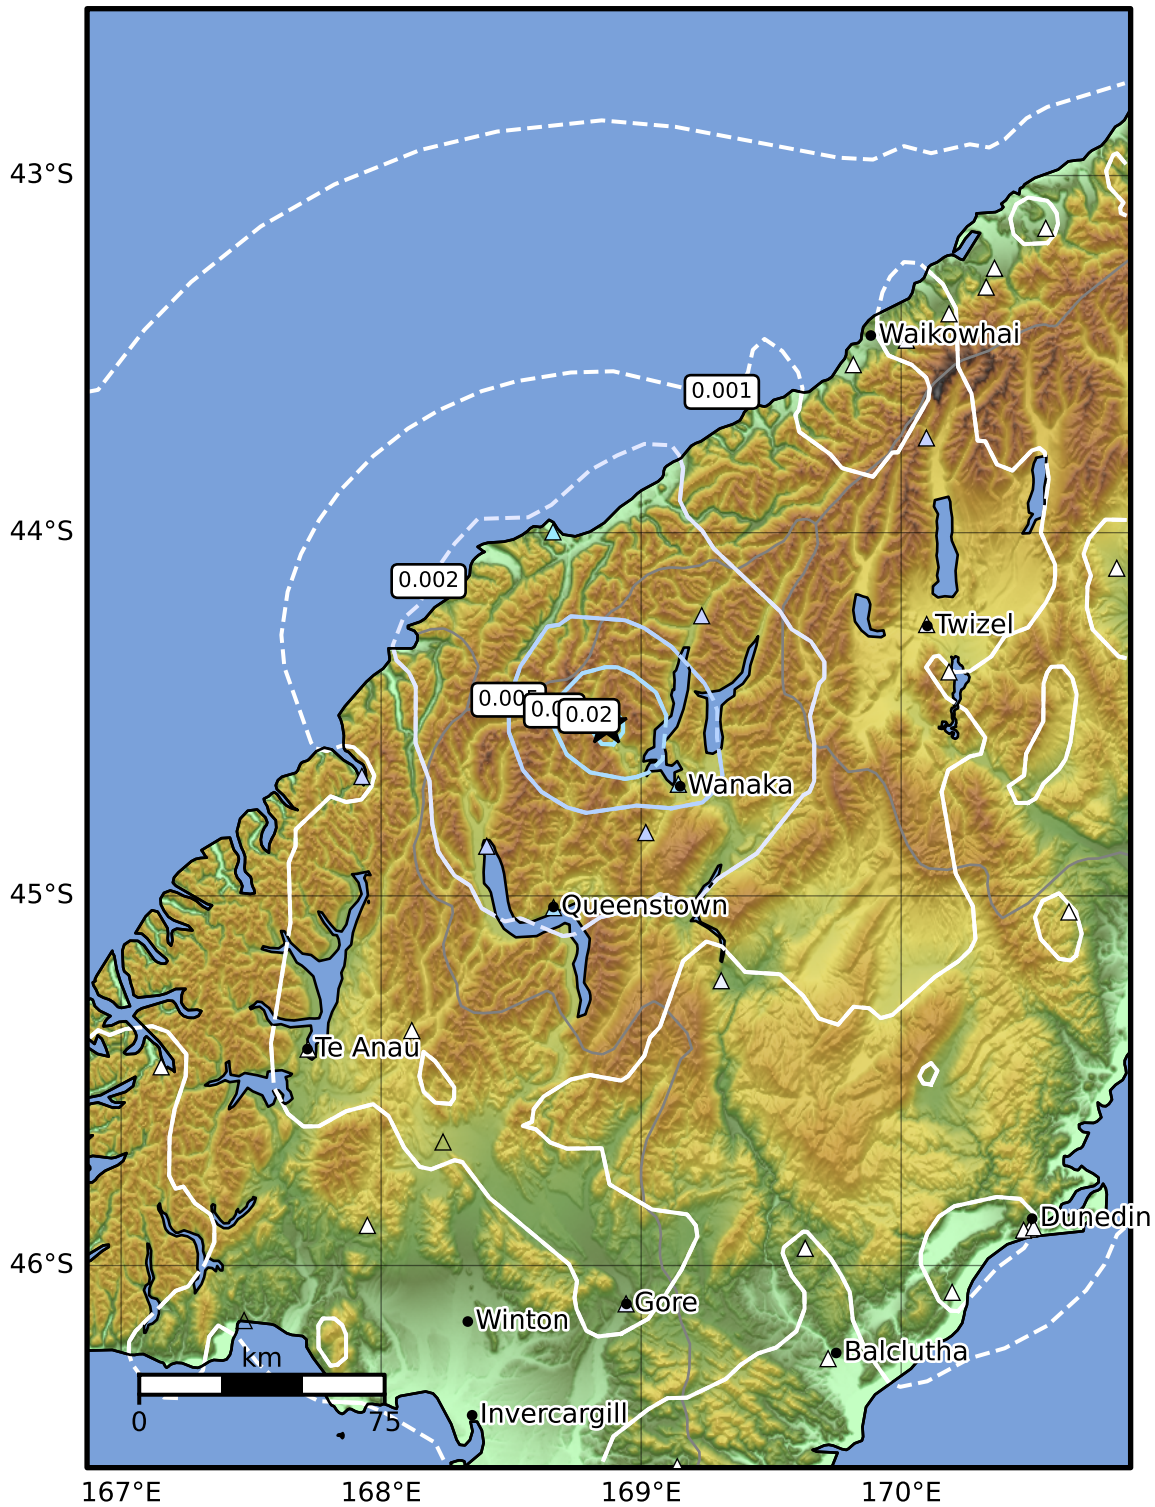 43°S
Waikowhai
0.001
44°S
0.002
Twizel
0.005
0.02
Wanaka
45°S
Queenstown
Te Anau
Dunedin
46°S
Gore
Winton
Balclutha
km
0
75
Invercargill
167°E
168°E
169°E
170°E